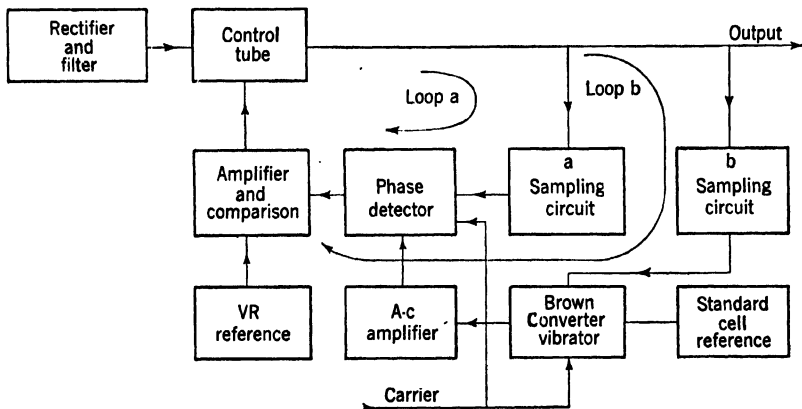 Rectifier
and
filter
Control
tube
Output
Loop a
Loop b
Amplifier
and
comparison
Phase
detector
a
Sampling
circuit
b
Sampling
circuit
VR
reference
A-c
amplifier
Brown
Converter
vibrator
Standard
cell
reference
Carrier